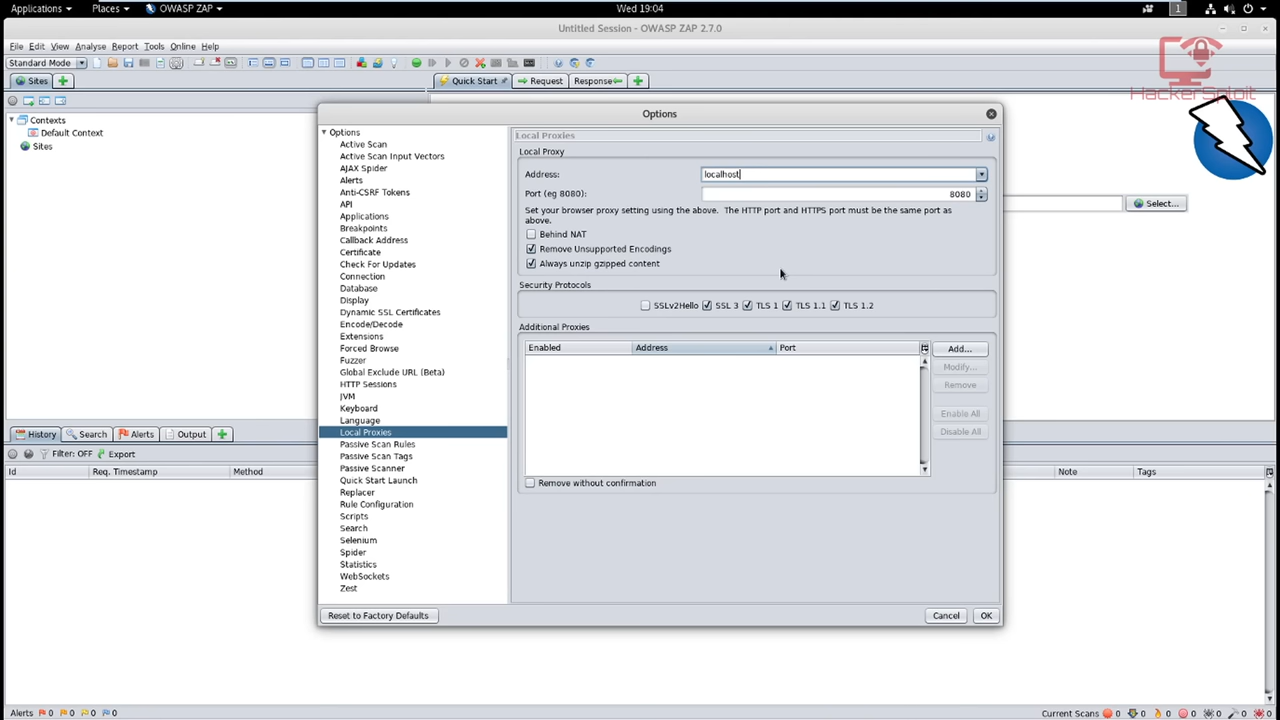 Applications Places OWASP ZAP Wed 19:04 1
Untitled Session - OWASP ZAP 2.7.0
File Edit View Analyse Report Tools Online Help
Standard Mode
Sites Quick Start Request Response
HackerSploit
Contexts
Default Context
Sites
Select...
Options
Options
Active Scan
Active Scan Input Vectors
AJAX Spider
Alerts
Anti-CSRF Tokens
API
Applications
Breakpoints
Callback Address
Certificate
Check For Updates
Connection
Database
Display
Dynamic SSL Certificates
Encode/Decode
Extensions
Forced Browse
Fuzzer
Global Exclude URL (Beta)
HTTP Sessions
JVM
Keyboard
Language
Local Proxies
Passive Scan Rules
Passive Scan Tags
Passive Scanner
Quick Start Launch
Replacer
Rule Configuration
Scripts
Search
Selenium
Spider
Statistics
WebSockets
Zest
Local Proxies
Local Proxy
Address: localhost
Port (eg 8080): 8080
Set your browser proxy setting using the above. The HTTP port and HTTPS port must be the same port as
above.
Behind NAT
Remove Unsupported Encodings
Always unzip gzipped content
Security Protocols
SSLv2Hello SSL 3 TLS 1 TLS 1.1 TLS 1.2
Additional Proxies
Enabled Address Port
Add...
Modify...
Remove
Enable All
Disable All
Remove without confirmation
Reset to Factory Defaults Cancel OK
History Search Alerts Output
Filter: OFF Export
Id Req. Timestamp Method Note Tags
Alerts 0 0 0 0 Current Scans 0 0 0 0 0 0 0